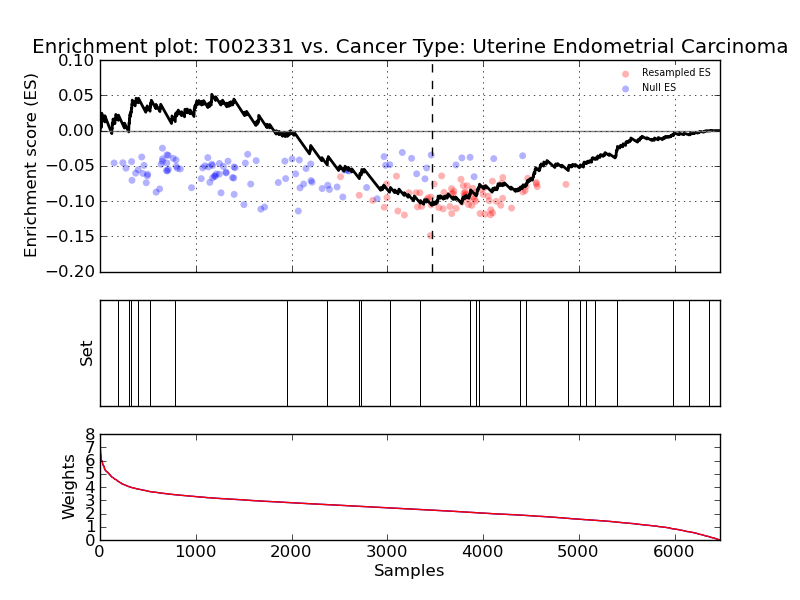 Enrichment plot: T002331 vs. Cancer Type: Uterine Endometrial Carcinoma
Enrichment score (ES)
0.10
0.05
0.00
−0.05
−0.10
−0.15
−0.20
Resampled ES
Null ES
Set
Weights
8
7
6
5
4
3
2
1
0
0 1000 2000 3000 4000 5000 6000
Samples